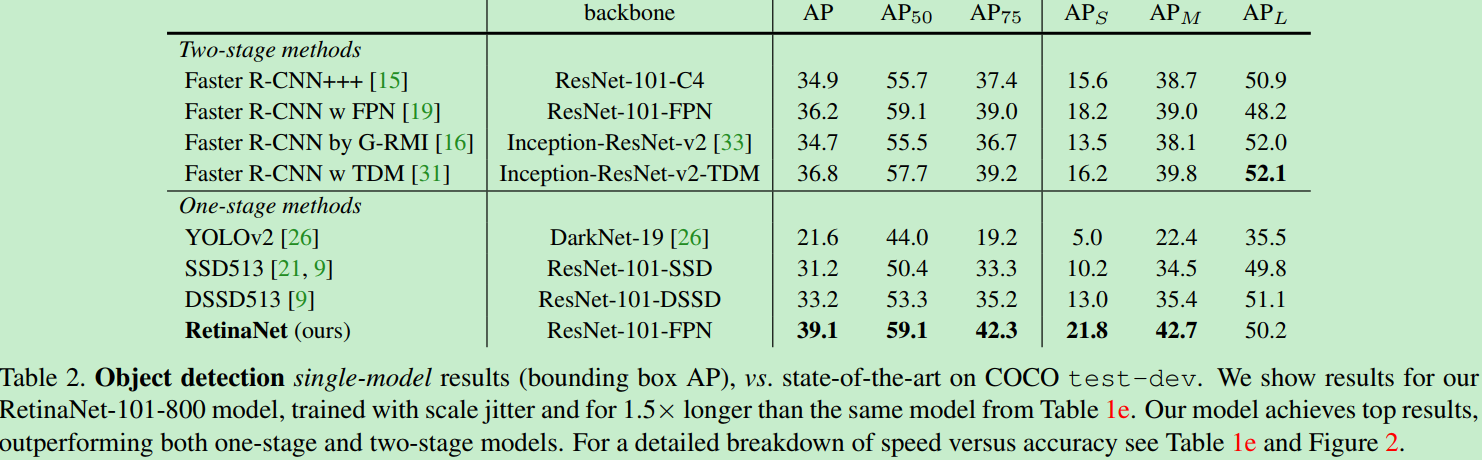 backbone AP AP50 AP75 APS APM APL
Two-stage methods
Faster R-CNN+++ [15] ResNet-101-C4 34.9 55.7 37.4 15.6 38.7 50.9
Faster R-CNN w FPN [19] ResNet-101-FPN 36.2 59.1 39.0 18.2 39.0 48.2
Faster R-CNN by G-RMI [16] Inception-ResNet-v2 [33] 34.7 55.5 36.7 13.5 38.1 52.0
Faster R-CNN w TDM [31] Inception-ResNet-v2-TDM 36.8 57.7 39.2 16.2 39.8 52.1
One-stage methods
YOLOv2 [26] DarkNet-19 [26] 21.6 44.0 19.2 5.0 22.4 35.5
SSD513 [21, 9] ResNet-101-SSD 31.2 50.4 33.3 10.2 34.5 49.8
DSSD513 [9] ResNet-101-DSSD 33.2 53.3 35.2 13.0 35.4 51.1
RetinaNet (ours) ResNet-101-FPN 39.1 59.1 42.3 21.8 42.7 50.2
Table 2. Object detection single-model results (bounding box AP), vs. state-of-the-art on COCO test-dev. We show results for our
RetinaNet-101-800 model, trained with scale jitter and for 1.5× longer than the same model from Table 1e. Our model achieves top results,
outperforming both one-stage and two-stage models. For a detailed breakdown of speed versus accuracy see Table 1e and Figure 2.